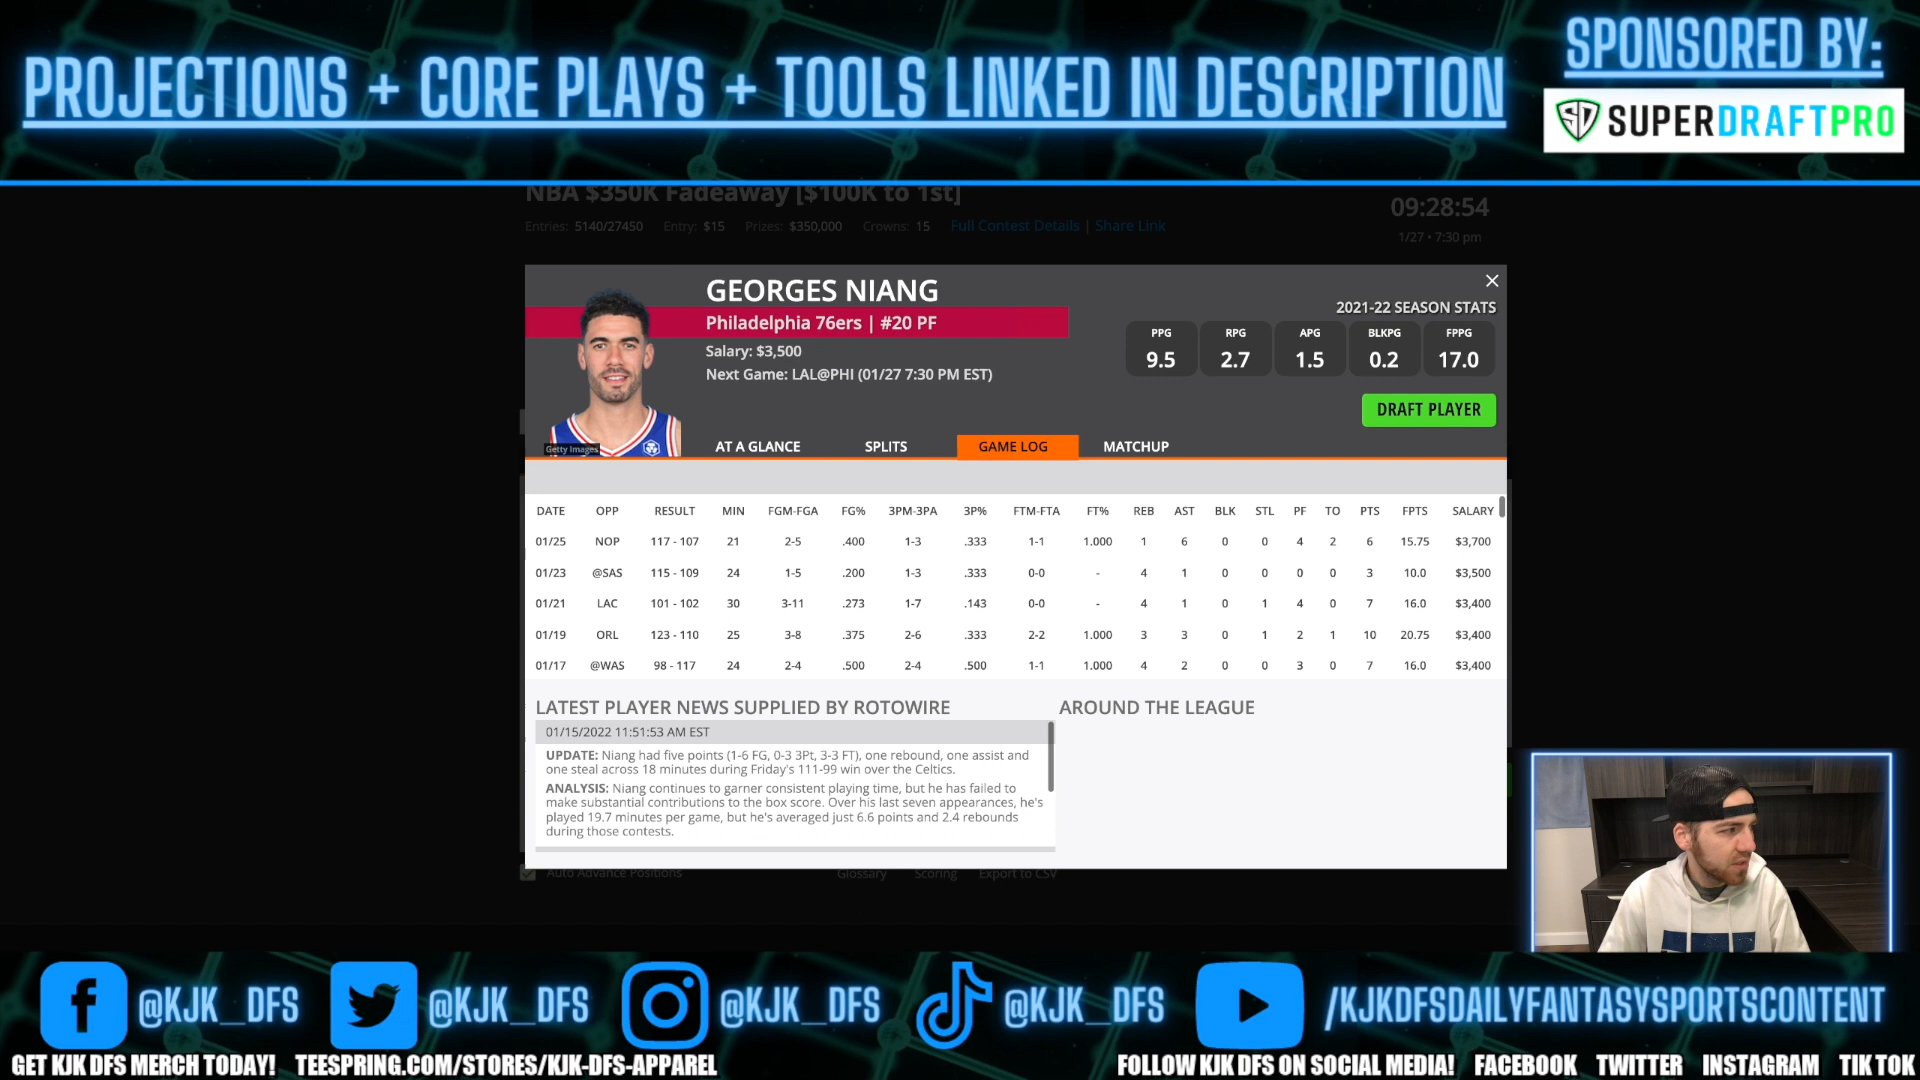 PROJECTIONS + CORE PLAYS + TOOLS LINKED IN DESCRIPTION
SPONSORED BY:
SD SUPERDRAFTPRO
NBA $350K Fadeaway [$100K to 1st]
Entries: 5140/27450 Entry: $15 Prizes: $350,000 Crowns: 15 Full Contest Details | Share Link
09:28:54
1/27 • 7:30 pm
GEORGES NIANG
Philadelphia 76ers | #20 PF
Salary: $3,500
Next Game: LAL@PHI (01/27 7:30 PM EST)
2021-22 SEASON STATS
PPG RPG APG BLKPG FPPG
9.5 2.7 1.5 0.2 17.0
DRAFT PLAYER
Getty Images
AT A GLANCE SPLITS GAME LOG MATCHUP
DATE OPP RESULT MIN FGM-FGA FG% 3PM-3PA 3P% FTM-FTA FT% REB AST BLK STL PF TO PTS FPTS SALARY
01/25 NOP 117 - 107 21 2-5 .400 1-3 .333 1-1 1.000 1 6 0 0 4 2 6 15.75 $3,700
01/23 @SAS 115 - 109 24 1-5 .200 1-3 .333 0-0 - 4 1 0 0 0 0 3 10.0 $3,500
01/21 LAC 101 - 102 30 3-11 .273 1-7 .143 0-0 - 4 1 0 1 4 0 7 16.0 $3,400
01/19 ORL 123 - 110 25 3-8 .375 2-6 .333 2-2 1.000 3 3 0 1 2 1 10 20.75 $3,400
01/17 @WAS 98 - 117 24 2-4 .500 2-4 .500 1-1 1.000 4 2 0 0 3 0 7 16.0 $3,400
LATEST PLAYER NEWS SUPPLIED BY ROTOWIRE
01/15/2022 11:51:53 AM EST
UPDATE: Niang had five points (1-6 FG, 0-3 3Pt, 3-3 FT), one rebound, one assist and
one steal across 18 minutes during Friday's 111-99 win over the Celtics.
ANALYSIS: Niang continues to garner consistent playing time, but he has failed to
make substantial contributions to the box score. Over his last seven appearances, he's
played 19.7 minutes per game, but he's averaged just 6.6 points and 2.4 rebounds
during those contests.
AROUND THE LEAGUE
Auto Advance Positions Glossary Scoring Export to CSV
@KJK_DFS @KJK_DFS @KJK_DFS @KJK_DFS /KJKDFSDAILYFANTASYSPORTSCONTENT
GET KJK DFS MERCH TODAY! TEESPRING.COM/STORES/KJK-DFS-APPAREL
FOLLOW KJK DFS ON SOCIAL MEDIA! FACEBOOK TWITTER INSTAGRAM TIK TOK